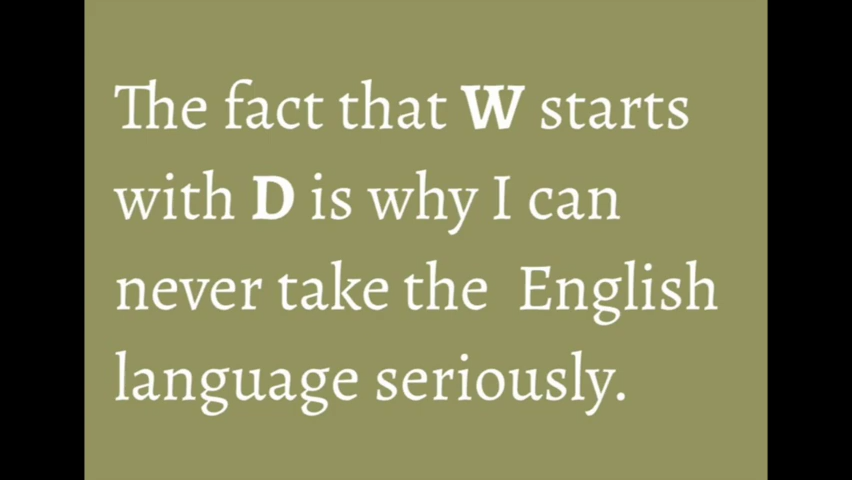 The fact that W starts
with D is why I can
never take the  English
language seriously.